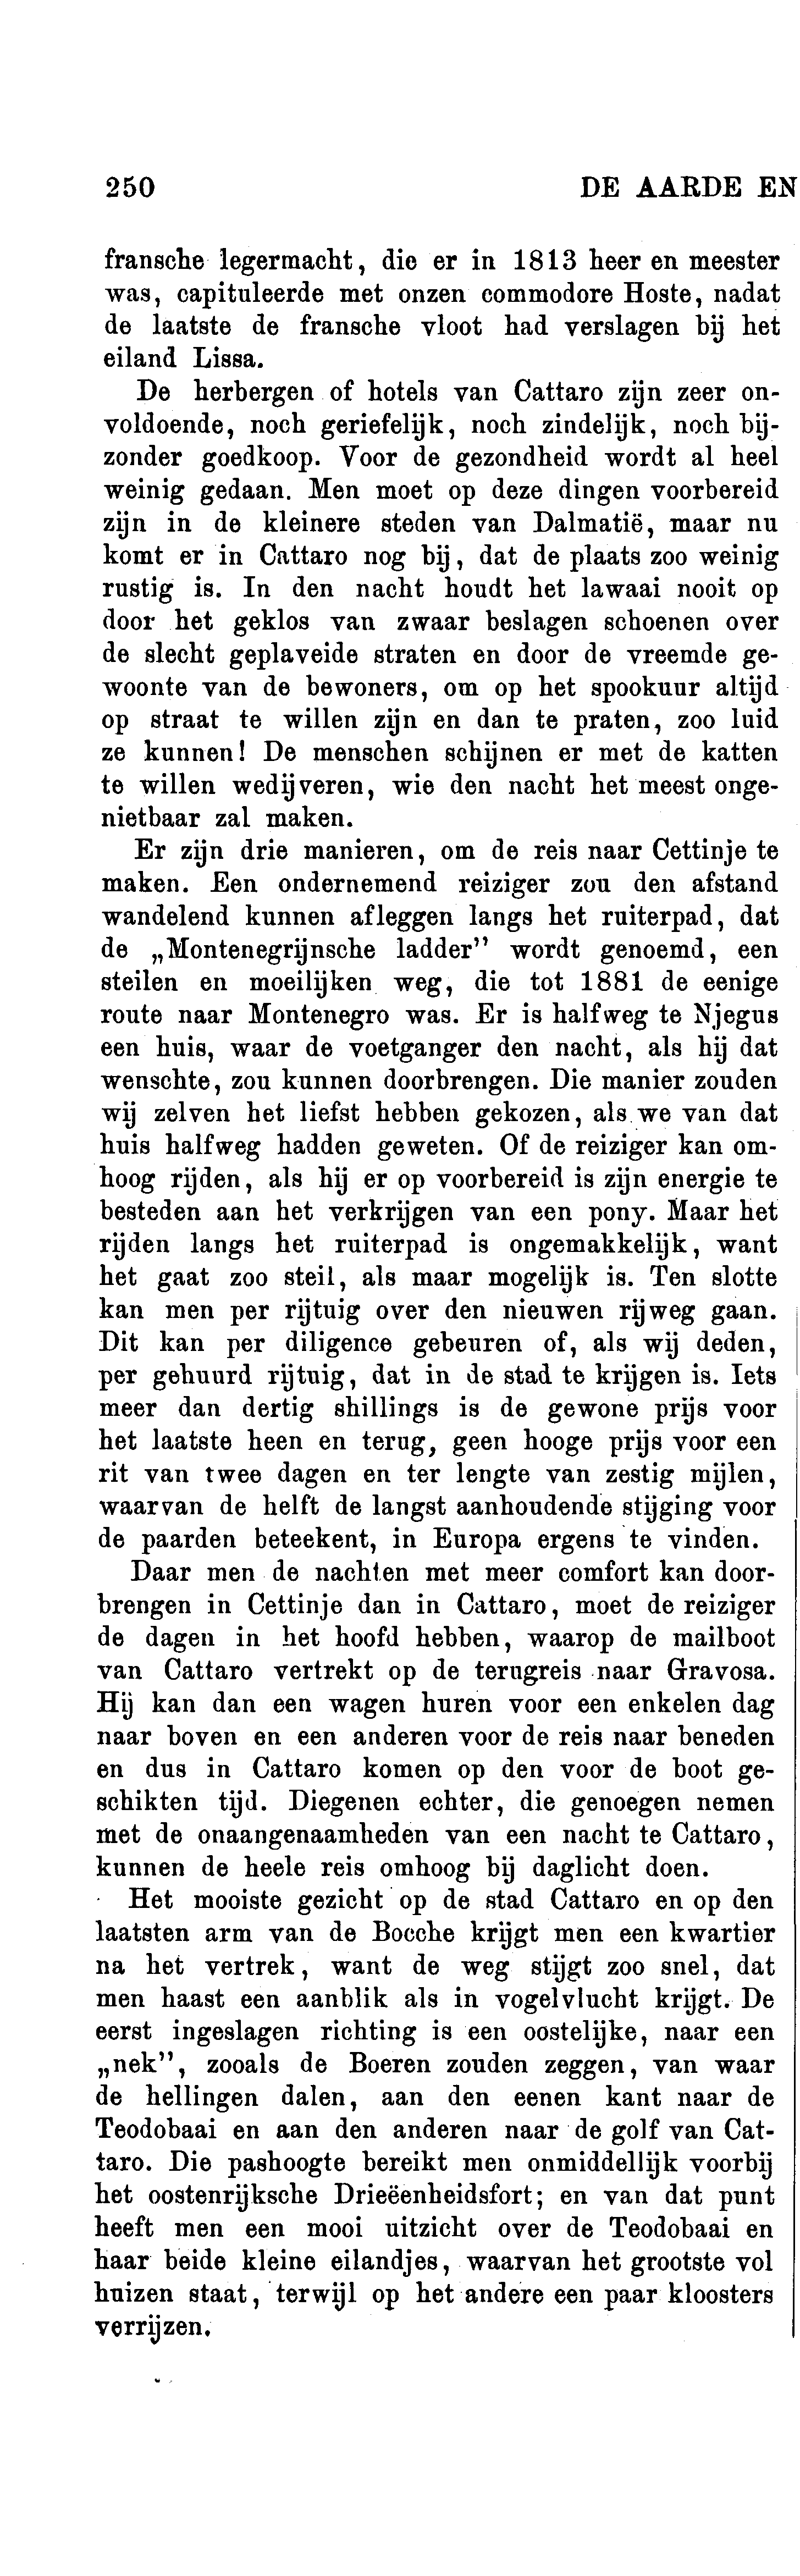 250 DE AARDE EN
fransche legermacht, die er in 1813 heer en meester
was, capituleerde met onzen commodore Hoste, nadat
de laatste de fransche vloot had verslagen bij het
eiland Lissa.
De herbergen of hotels van Cattaro zijn zeer on-
voldoende, noch geriefelijk, noch zindelijk, noch bij-
zonder goedkoop. Voor de gezondheid wordt al heel
weinig gedaan. Men moet op deze dingen voorbereid
zijn in de kleinere steden van Dalmatië, maar nu
komt er in Cattaro nog bij, dat de plaats zoo weinig
rustig is. In den nacht houdt het lawaai nooit op
door het geklos van zwaar beslagen schoenen over
de slecht geplaveide straten en door de vreemde ge-
woonte van de bewoners, om op het spookuur altijd
op straat te willen zijn en dan te praten, zoo luid
ze kunnen! De menschen schijnen er met de katten
te willen wedijveren, wie den nacht het meest onge-
nietbaar zal maken.
Er zijn drie manieren, om de reis naar Cettinje te
maken. Een ondernemend reiziger zou den afstand
wandelend kunnen afleggen langs het ruiterpad, dat
de „Montenegrijnsche ladder” wordt genoemd, een
steilen en moeilijken weg, die tot 1881 de eenige
route naar Montenegro was. Er is halfweg te Njegus
een huis, waar de voetganger den nacht, als hij dat
wenschte, zou kunnen doorbrengen. Die manier zouden
wij zelven het liefst hebben gekozen, als we van dat
huis halfweg hadden geweten. Of de reiziger kan om-
hoog rijden, als hij er op voorbereid is zijn energie te
besteden aan het verkrijgen van een pony. Maar het
rijden langs het ruiterpad is ongemakkelijk, want
het gaat zoo steil, als maar mogelijk is. Ten slotte
kan men per rijtuig over den nieuwen rijweg gaan.
Dit kan per diligence gebeuren of, als wij deden,
per gehuurd rijtuig, dat in de stad te krijgen is. Iets
meer dan dertig shillings is de gewone prijs voor
het laatste heen en terug, geen hooge prijs voor een
rit van twee dagen en ter lengte van zestig mijlen,
waarvan de helft de langst aanhoudende stijging voor
de paarden beteekent, in Europa ergens te vinden.
Daar men de nachten met meer comfort kan door-
brengen in Cettinje dan in Cattaro, moet de reiziger
de dagen in het hoofd hebben, waarop de mailboot
van Cattaro vertrekt op de terugreis naar Gravosa.
Hij kan dan een wagen huren voor een enkelen dag
naar boven en een anderen voor de reis naar beneden
en dus in Cattaro komen op den voor de boot ge-
schikten tijd. Diegenen echter, die genoegen nemen
met de onaangenaamheden van een nacht te Cattaro,
kunnen de heele reis omhoog bij daglicht doen.
Het mooiste gezicht op de stad Cattaro en op den
laatsten arm van de Bocche krijgt men een kwartier
na het vertrek, want de weg stijgt zoo snel, dat
men haast een aanblik als in vogelvlucht krijgt. De
eerst ingeslagen richting is een oostelijke, naar een
„nek”, zooals de Boeren zouden zeggen, van waar
de hellingen dalen, aan den eenen kant naar de
Teodobaai en aan den anderen naar de golf van Cat-
taro. Die pashoogte bereikt men onmiddellijk voorbij
het oostenrijksche Drieëenheidsfort; en van dat punt
heeft men een mooi uitzicht over de Teodobaai en
haar beide kleine eilandjes, waarvan het grootste vol
huizen staat, terwijl op het andere een paar kloosters
verrijzen.